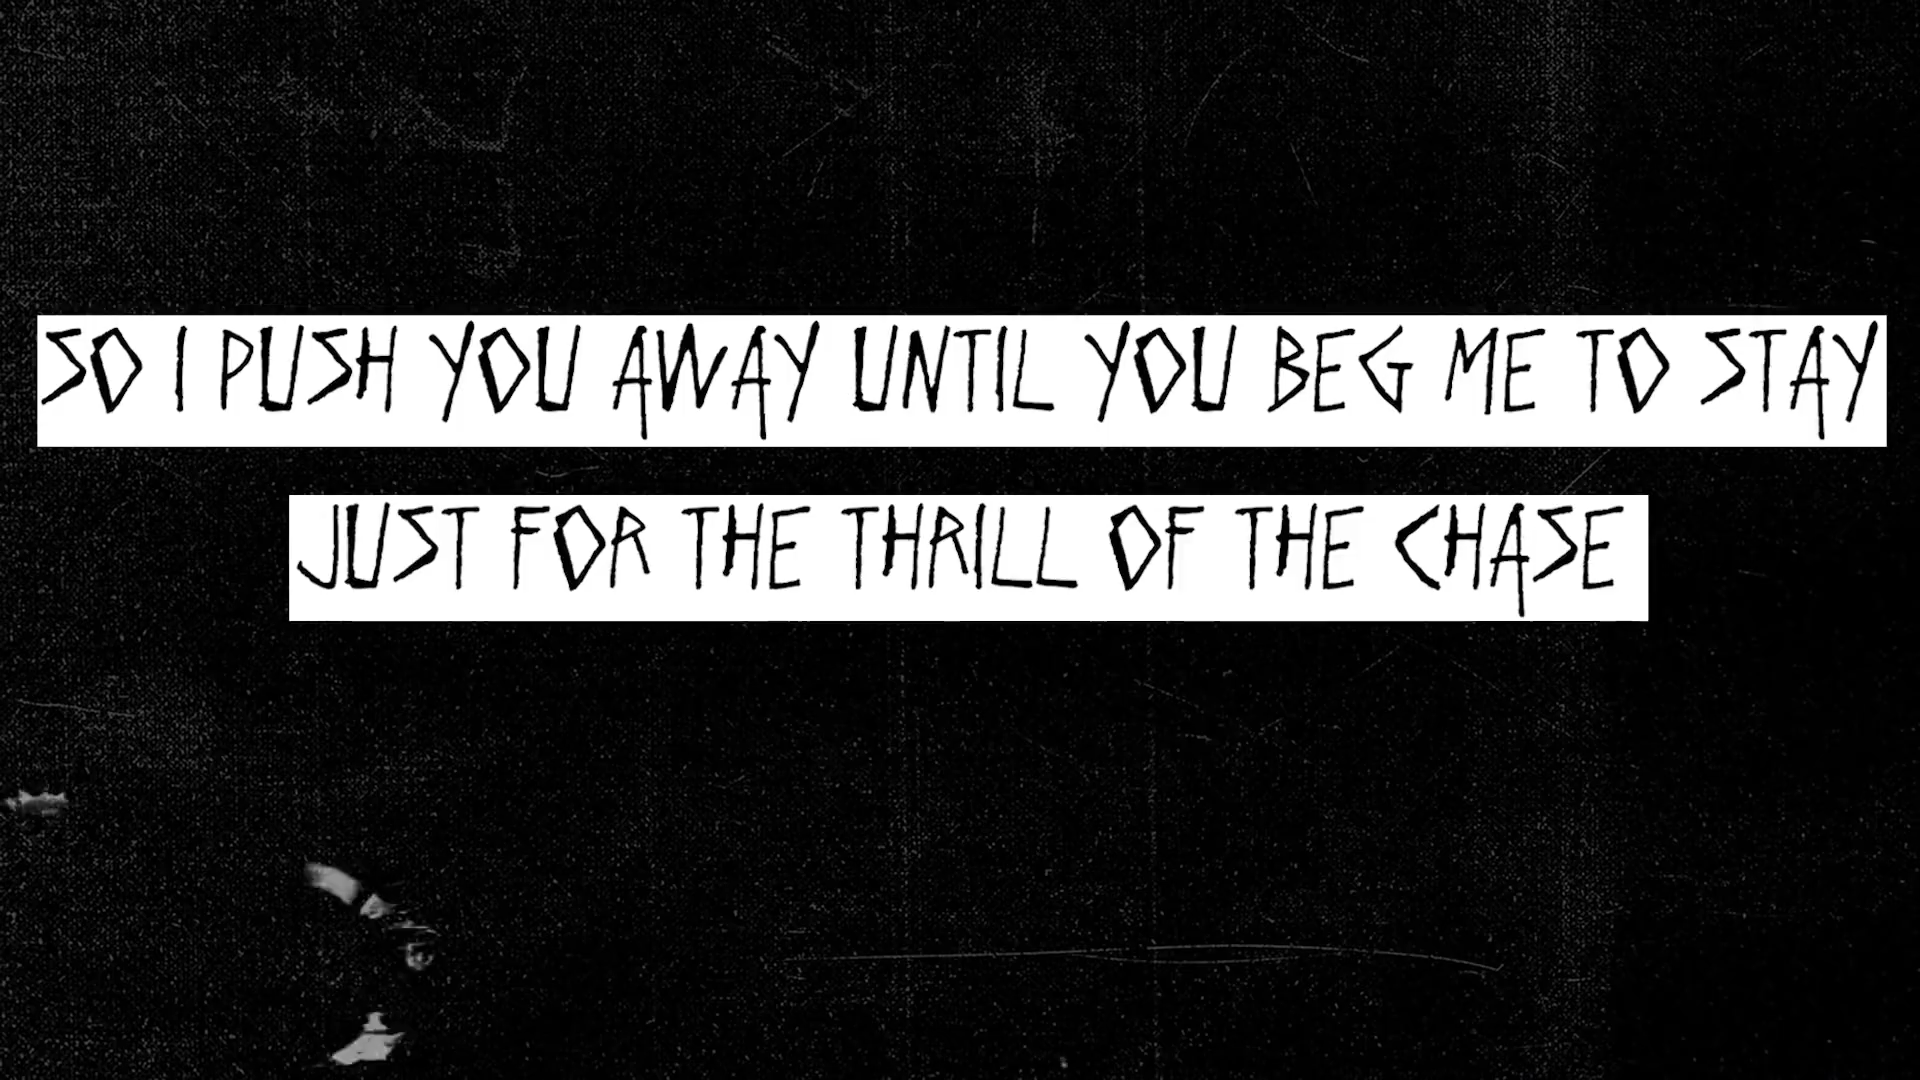 SO I PUSH YOU AWAY UNTIL YOU BEG ME TO STAY
JUST FOR THE THRILL OF THE CHASE